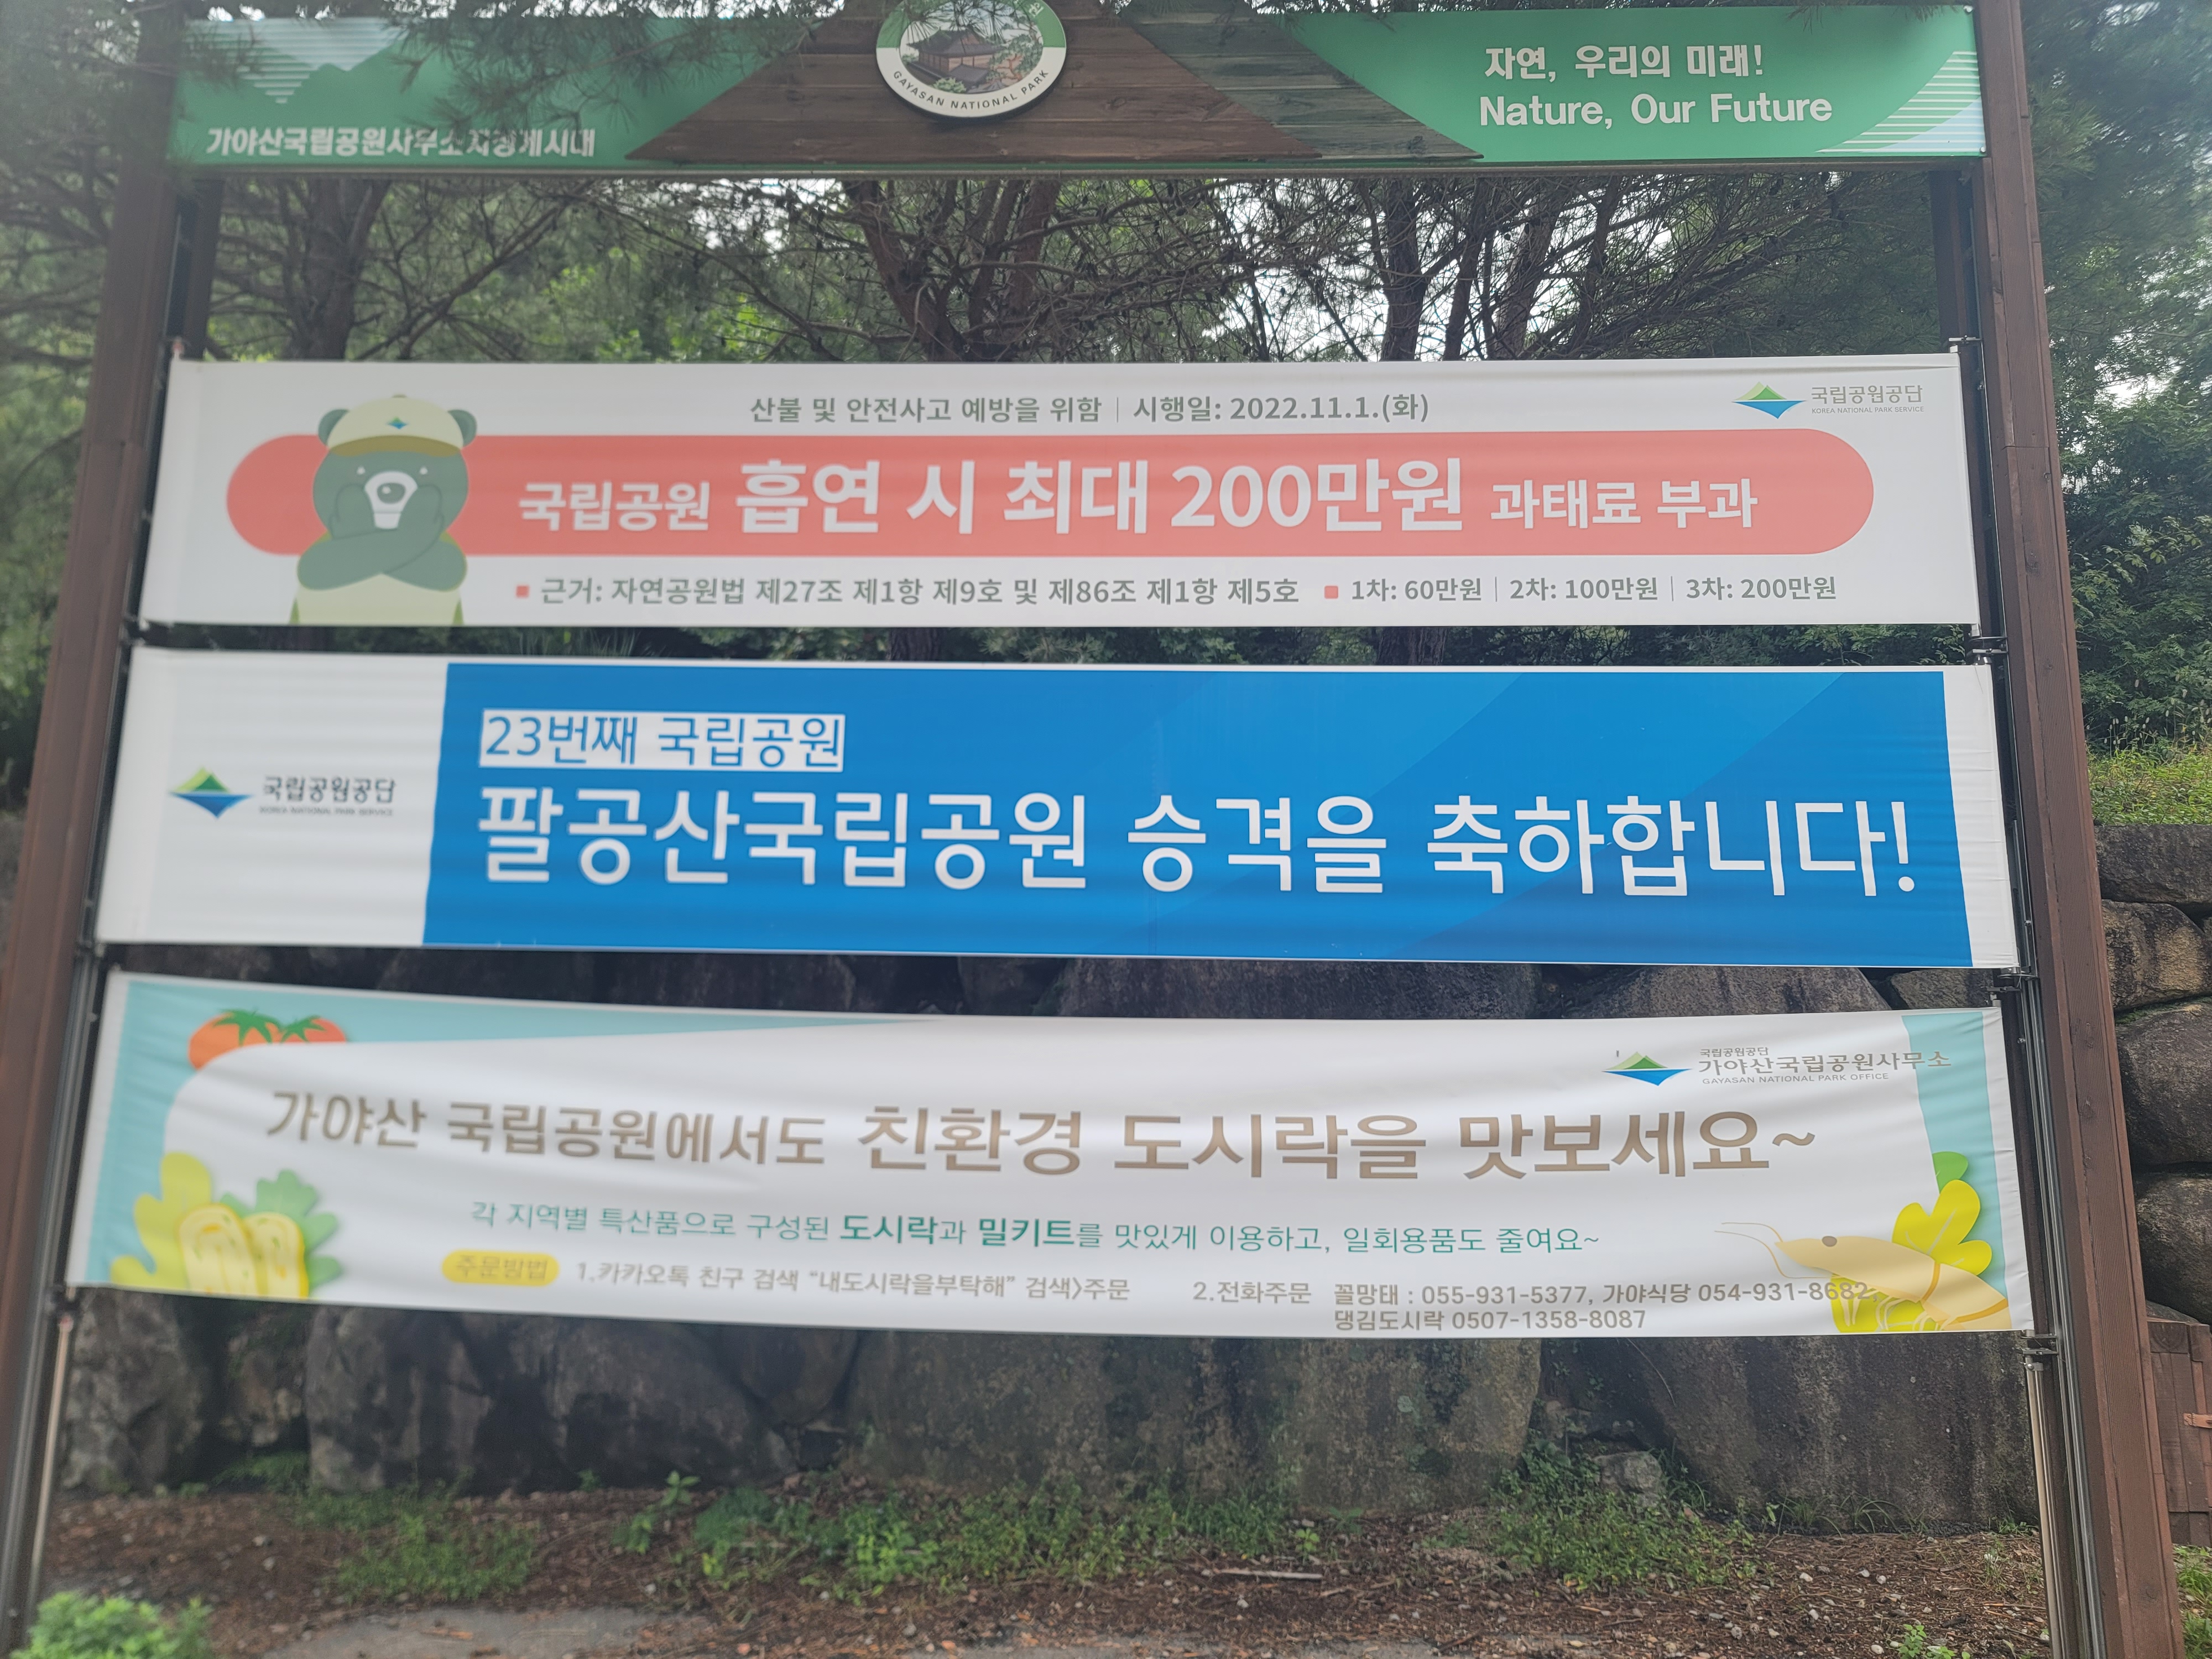 GAYASAN NATIONAL PARK
가야산국립공원사무소지정게시대
자연, 우리의 미래!
Nature, Our Future
산불 및 안전사고 예방을 위함 | 시행일: 2022.11.1.(화)
국립공원공단
KOREA NATIONAL PARK SERVICE
국립공원 흡연 시 최대 200만원 과태료 부과
근거: 자연공원법 제27조 제1항 제9호 및 제86조 제1항 제5호 1차: 60만원 | 2차: 100만원 | 3차: 200만원
국립공원공단
KOREA NATIONAL PARK SERVICE
23번째 국립공원
팔공산국립공원 승격을 축하합니다!
국립공원공단
가야산국립공원사무소
GAYASAN NATIONAL PARK OFFICE
가야산 국립공원에서도 친환경 도시락을 맛보세요~
각 지역별 특산품으로 구성된 도시락과 밀키트를 맛있게 이용하고, 일회용품도 줄여요~
주문방법 1.카카오톡 친구 검색 "내도시락을부탁해" 검색>주문 2.전화주문 꼴망태 : 055-931-5377, 가야식당 054-931-8682,
댕김도시락 0507-1358-8087